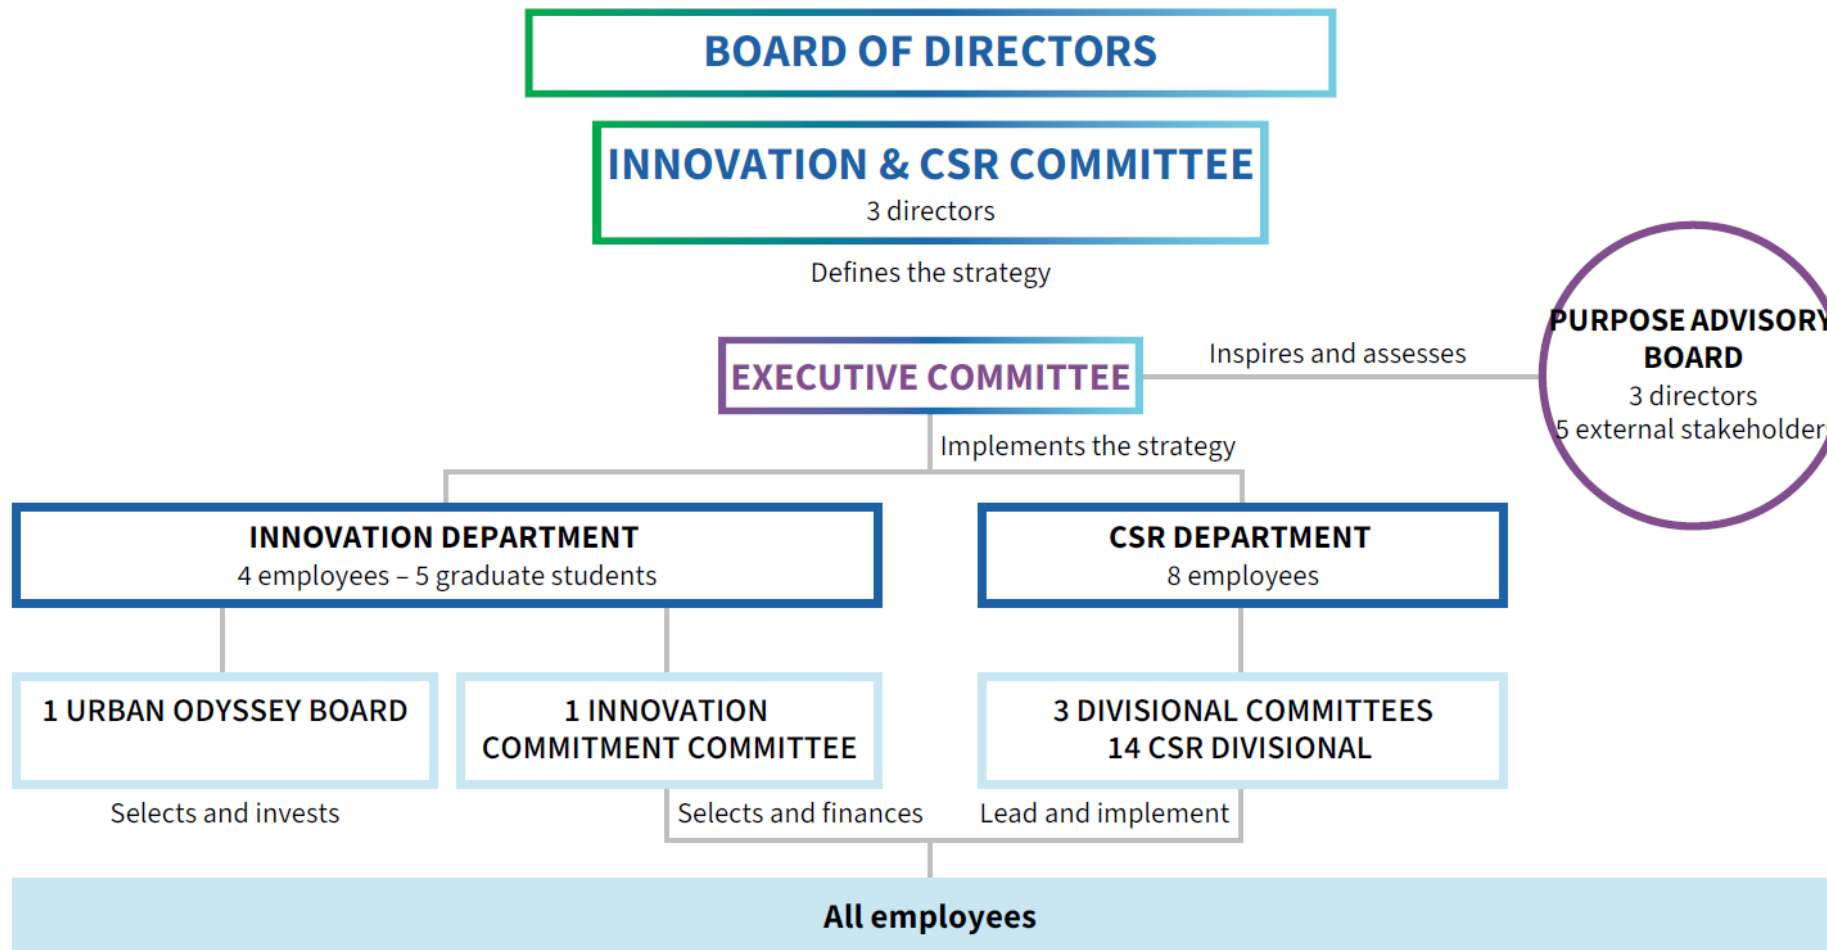 BOARD OF DIRECTORS
INNOVATION & CSR COMMITTEE
3 directors
Defines the strategy
EXECUTIVE COMMITTEE
Inspires and assesses
PURPOSE ADVISORY
BOARD
3 directors
5 external stakeholders
Implements the strategy
INNOVATION DEPARTMENT
4 employees – 5 graduate students
CSR DEPARTMENT
8 employees
1 URBAN ODYSSEY BOARD
1 INNOVATION
COMMITMENT COMMITTEE
3 DIVISIONAL COMMITTEES
14 CSR DIVISIONAL
Selects and invests
Selects and finances
Lead and implement
All employees